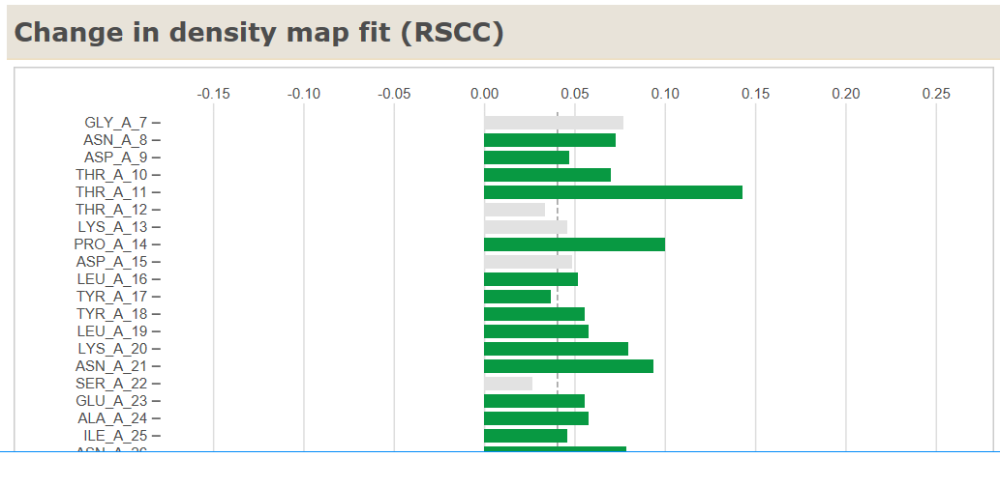 Change in density map fit (RSCC)
-0.15 -0.10 -0.05 0.00 0.05 0.10 0.15 0.20 0.25
GLY_A_7
ASN_A_8
ASP_A_9
THR_A_10
THR_A_11
THR_A_12
LYS_A_13
PRO_A_14
ASP_A_15
LEU_A_16
TYR_A_17
TYR_A_18
LEU_A_19
LYS_A_20
ASN_A_21
SER_A_22
GLU_A_23
ALA_A_24
ILE_A_25
ASN_A_26